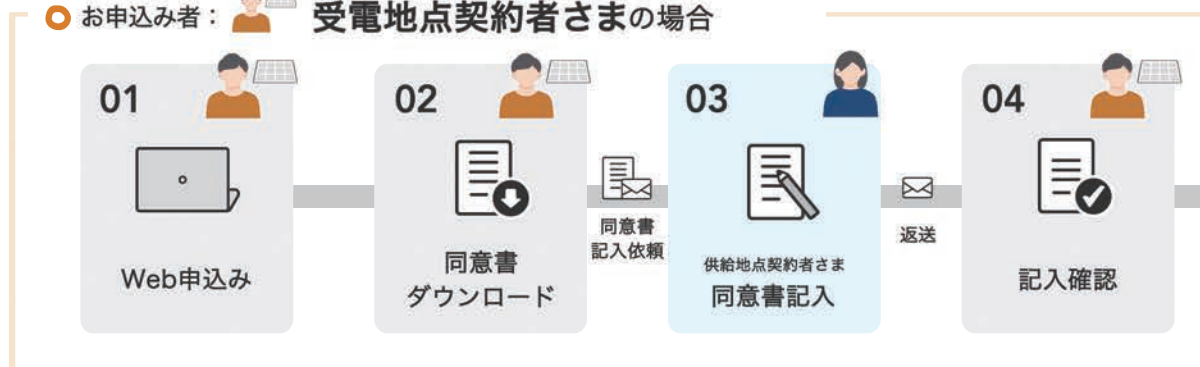 お申込み者： 受電地点契約者さまの場合
01
Web申込み
02
同意書
ダウンロード
同意書
記入依頼
03
供給地点契約者さま
同意書記入
返送
04
記入確認